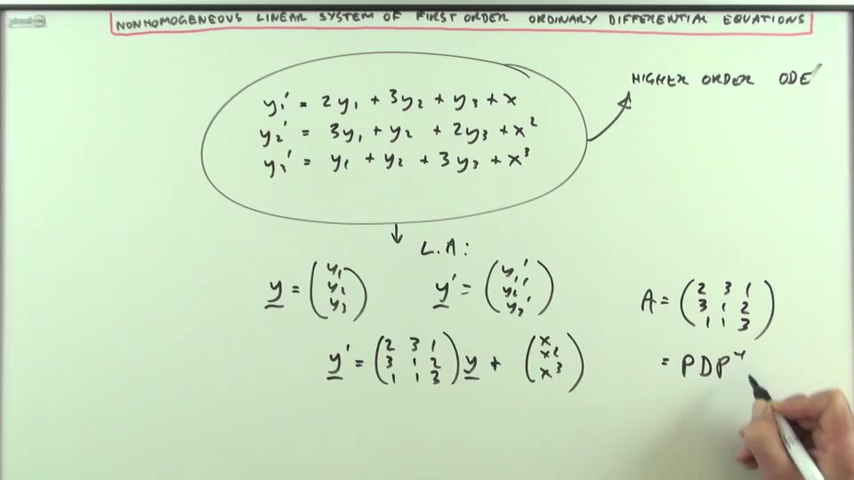 NONHOMOGENEOUS LINEAR SYSTEM OF FIRST ORDER ORDINARY DIFFERENTIAL EQUATIONS
HIGHER ORDER ODE
y₁' = 2y₁ + 3y₂ + y₃ + x
y₂' = 3y₁ + y₂ + 2y₃ + x²
y₃' = y₁ + y₂ + 3y₃ + x³
L.A:
y = (y₁ y₂ y₃) y' = (y₁' y₂' y₃')
A = (2 3 1 3 1 2 1 1 3)
y' = (2 3 1 3 1 2 1 1 3) y + (x x² x³)
= PDP⁻¹